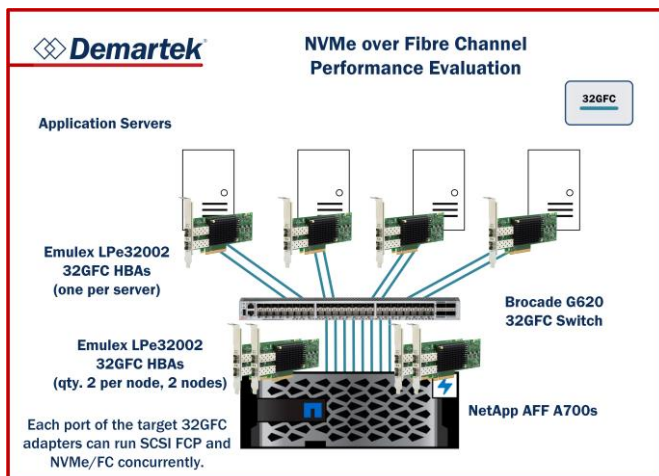 Demartek®
NVMe over Fibre Channel
Performance Evaluation
32GFC
Application Servers
Emulex LPe32002
32GFC HBAs
(one per server)
Brocade G620
32GFC Switch
Emulex LPe32002
32GFC HBAs
(qty. 2 per node, 2 nodes)
NetApp AFF A700s
Each port of the target 32GFC
adapters can run SCSI FCP and
NVMe/FC concurrently.